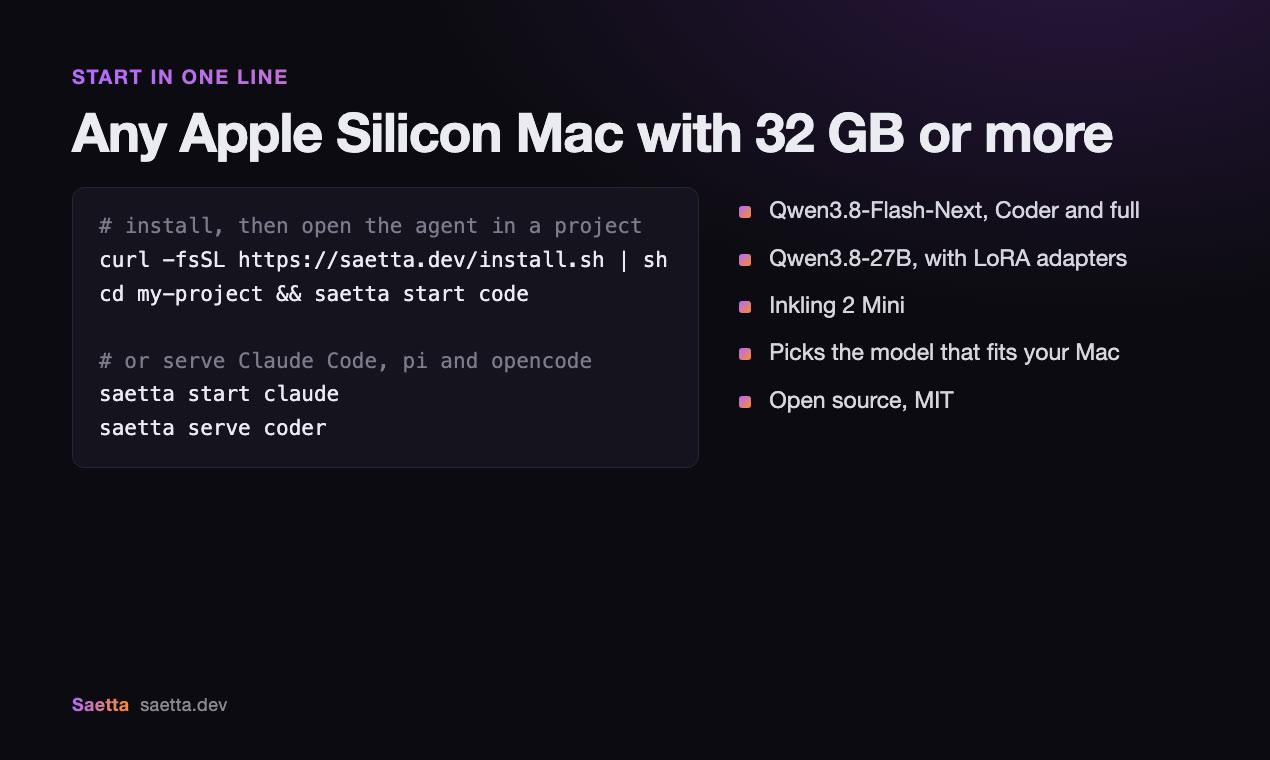 START IN ONE LINE
Any Apple Silicon Mac with 32 GB or more
# install, then open the agent in a project
curl -fsSL https://saetta.dev/install.sh | sh
cd my-project && saetta start code
# or serve Claude Code, pi and opencode
saetta start claude
saetta serve coder
Qwen3.8-Flash-Next, Coder and full
Qwen3.8-27B, with LoRA adapters
Inkling 2 Mini
Picks the model that fits your Mac
Open source, MIT
Saetta saetta.dev